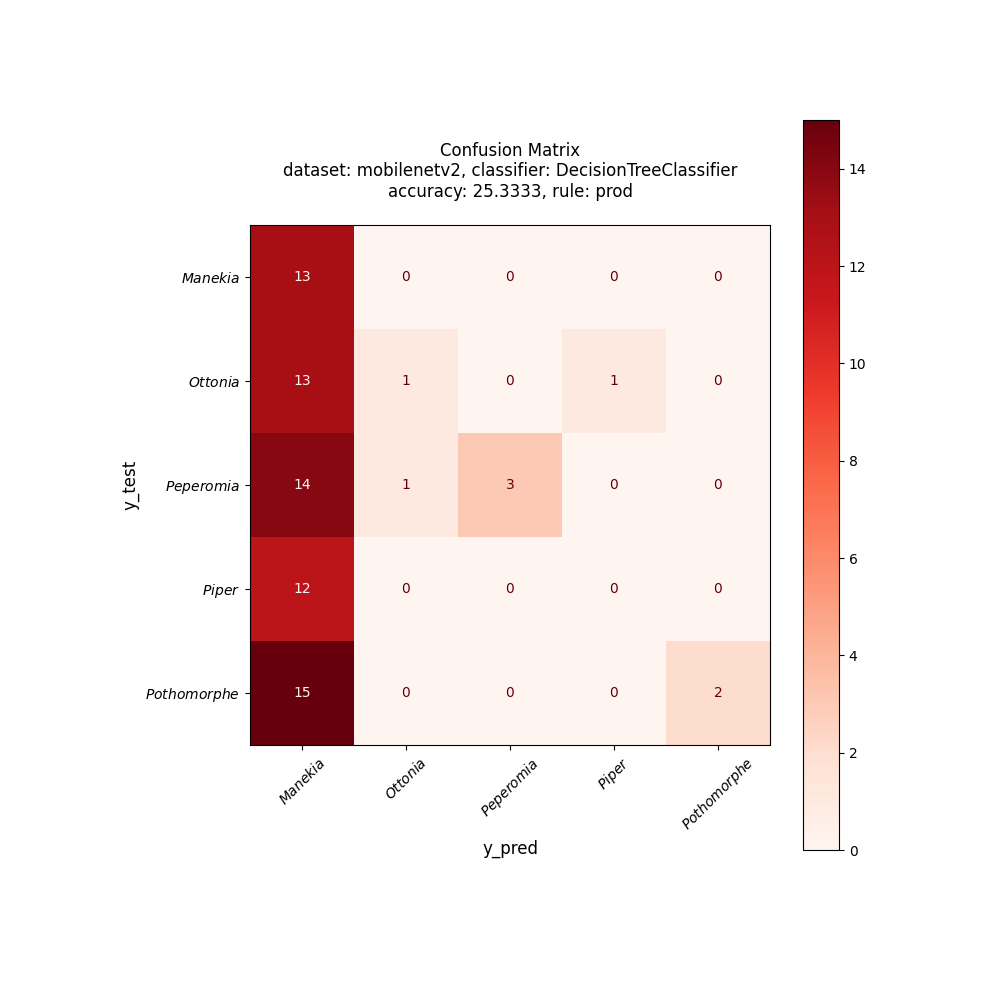 Confusion Matrix
dataset: mobilenetv2, classifier: DecisionTreeClassifier
accuracy: 25.3333, rule: prod
Manekia 13 0 0 0 0
Ottonia 13 1 0 1 0
Peperomia 14 1 3 0 0
Piper 12 0 0 0 0
Pothomorphe 15 0 0 0 2
y_test
Manekia Ottonia Peperomia Piper Pothomorphe
y_pred
14
12
10
8
6
4
2
0